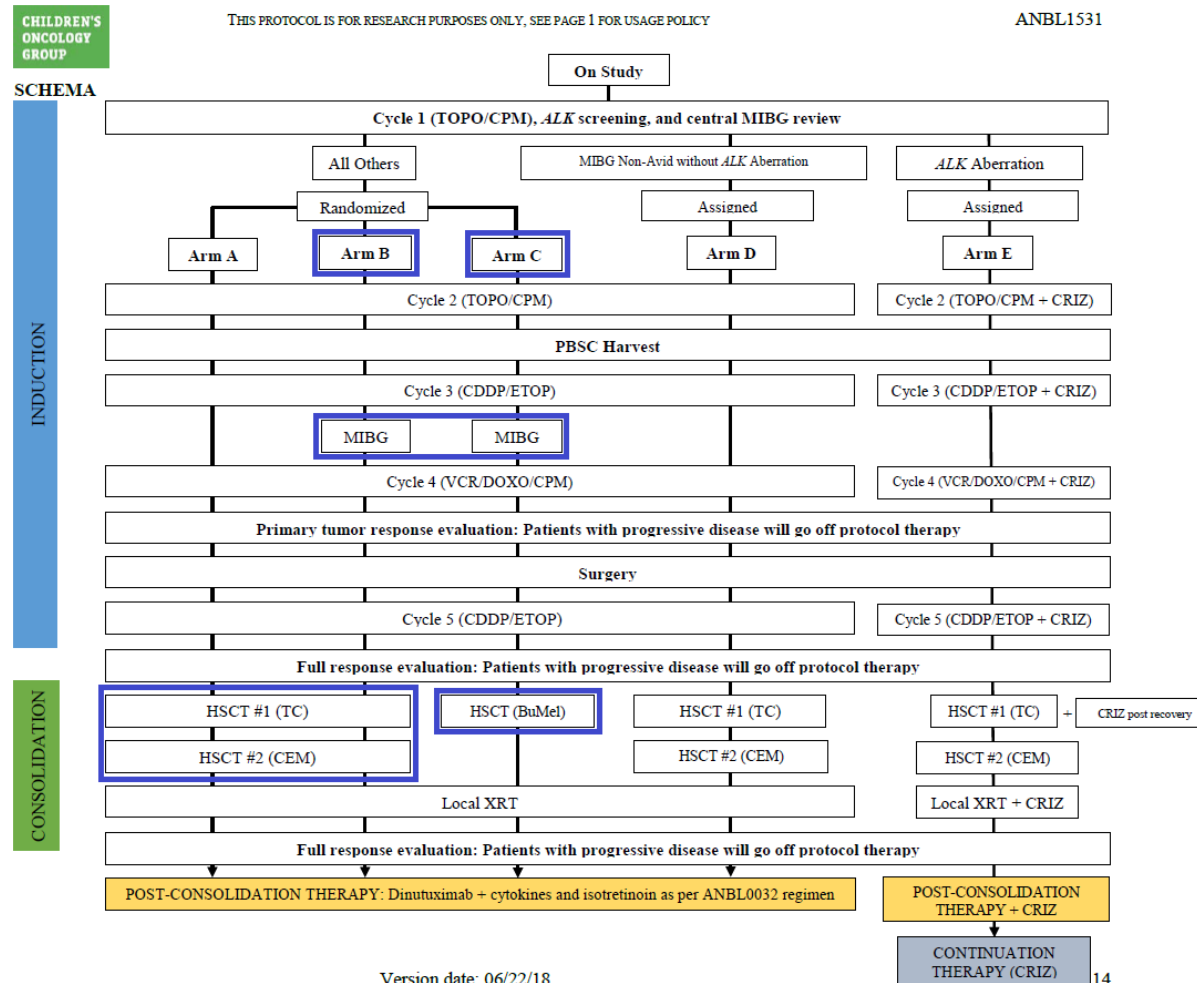 CHILDREN'S
ONCOLOGY
GROUP
THIS PROTOCOL IS FOR RESEARCH PURPOSES ONLY, SEE PAGE 1 FOR USAGE POLICY
ANBL1531
SCHEMA
On Study
Cycle 1 (TOPO/CPM), ALK screening, and central MIBG review
All Others
MIBG Non-Avid without ALK Aberration
ALK Aberration
Randomized
Assigned
Assigned
Arm A
Arm B
Arm C
Arm D
Arm E
INDUCTION
Cycle 2 (TOPO/CPM)
Cycle 2 (TOPO/CPM + CRIZ)
PBSC Harvest
Cycle 3 (CDDP/ETOP)
Cycle 3 (CDDP/ETOP + CRIZ)
MIBG
MIBG
Cycle 4 (VCR/DOXO/CPM)
Cycle 4 (VCR/DOXO/CPM + CRIZ)
Primary tumor response evaluation: Patients with progressive disease will go off protocol therapy
Surgery
Cycle 5 (CDDP/ETOP)
Cycle 5 (CDDP/ETOP + CRIZ)
Full response evaluation: Patients with progressive disease will go off protocol therapy
CONSOLIDATION
HSCT #1 (TC)
HSCT (BuMel)
HSCT #1 (TC)
HSCT #1 (TC)
+
CRIZ post recovery
HSCT #2 (CEM)
HSCT #2 (CEM)
HSCT #2 (CEM)
Local XRT
Local XRT + CRIZ
Full response evaluation: Patients with progressive disease will go off protocol therapy
POST-CONSOLIDATION THERAPY: Dinutuximab + cytokines and isotretinoin as per ANBL0032 regimen
POST-CONSOLIDATION
THERAPY + CRIZ
CONTINUATION
THERAPY (CRIZ)
Version date: 06/22/18
14